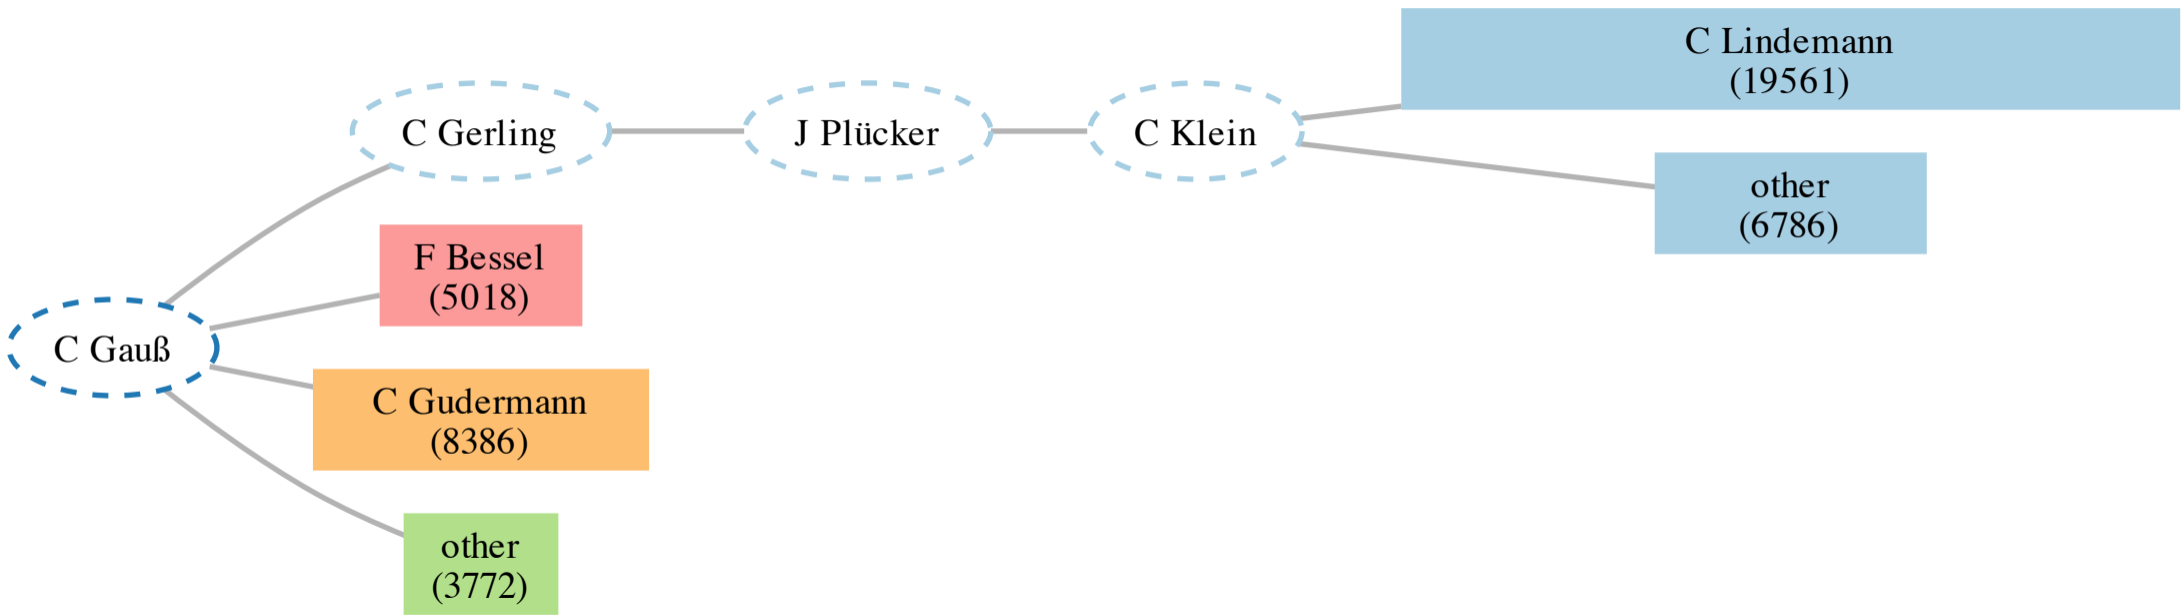 C Lindemann
(19561)
C Gerling
J Plücker
C Klein
other
(6786)
F Bessel
(5018)
C Gauß
C Gudermann
(8386)
other
(3772)